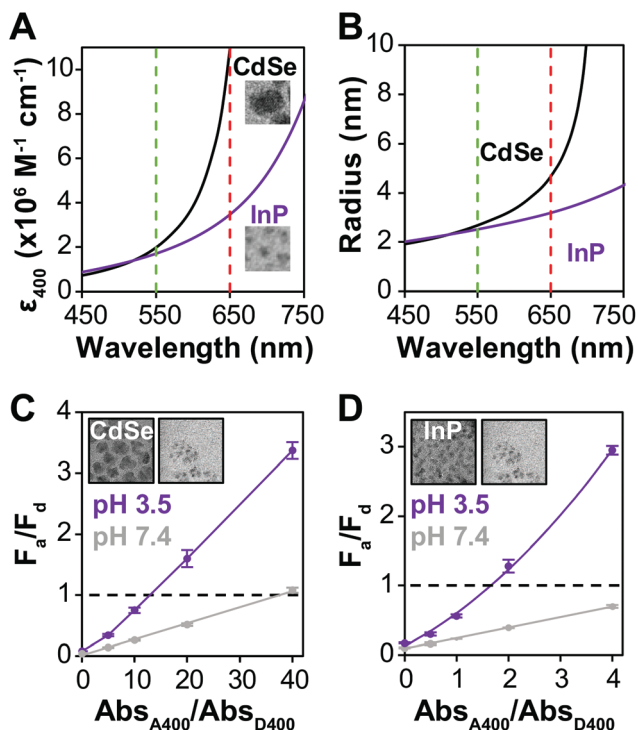 A
ε400 (x10⁶ M⁻¹ cm⁻¹)
10
8
6
4
2
0
CdSe
InP
450 550 650 750
Wavelength (nm)
B
Radius (nm)
10
8
6
4
2
0
CdSe
InP
450 550 650 750
Wavelength (nm)
C
Fa/Fd
4
3
2
1
0
CdSe
pH 3.5
pH 7.4
0 10 20 30 40
AbsA400/AbsD400
D
Fa/Fd
3
2
1
0
InP
pH 3.5
pH 7.4
0 1 2 3 4
AbsA400/AbsD400